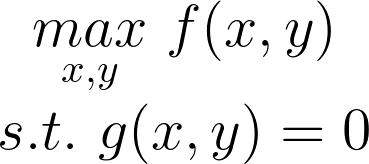 max f(x, y)
x,y
s.t. g(x, y) = 0